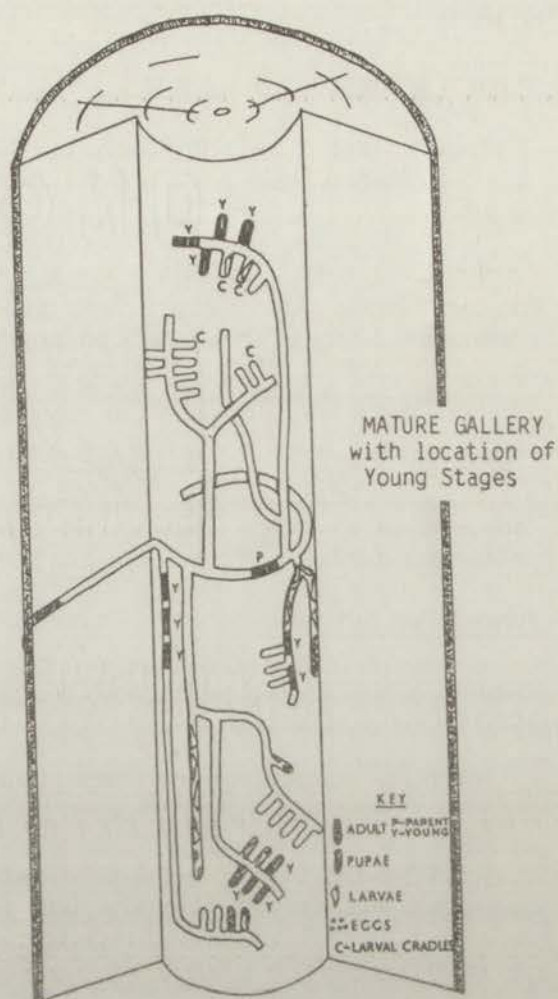 Y
Y
Y
Y
C
C
C
C
MATURE GALLERY
with location of
Young Stages
P
Y
Y
Y
Y
Y
KEY
ADULT P-PARENT
Y-YOUNG
PUPAE
LARVAE
EGGS
C-LARVAL CRADLES
Y
Y
Y